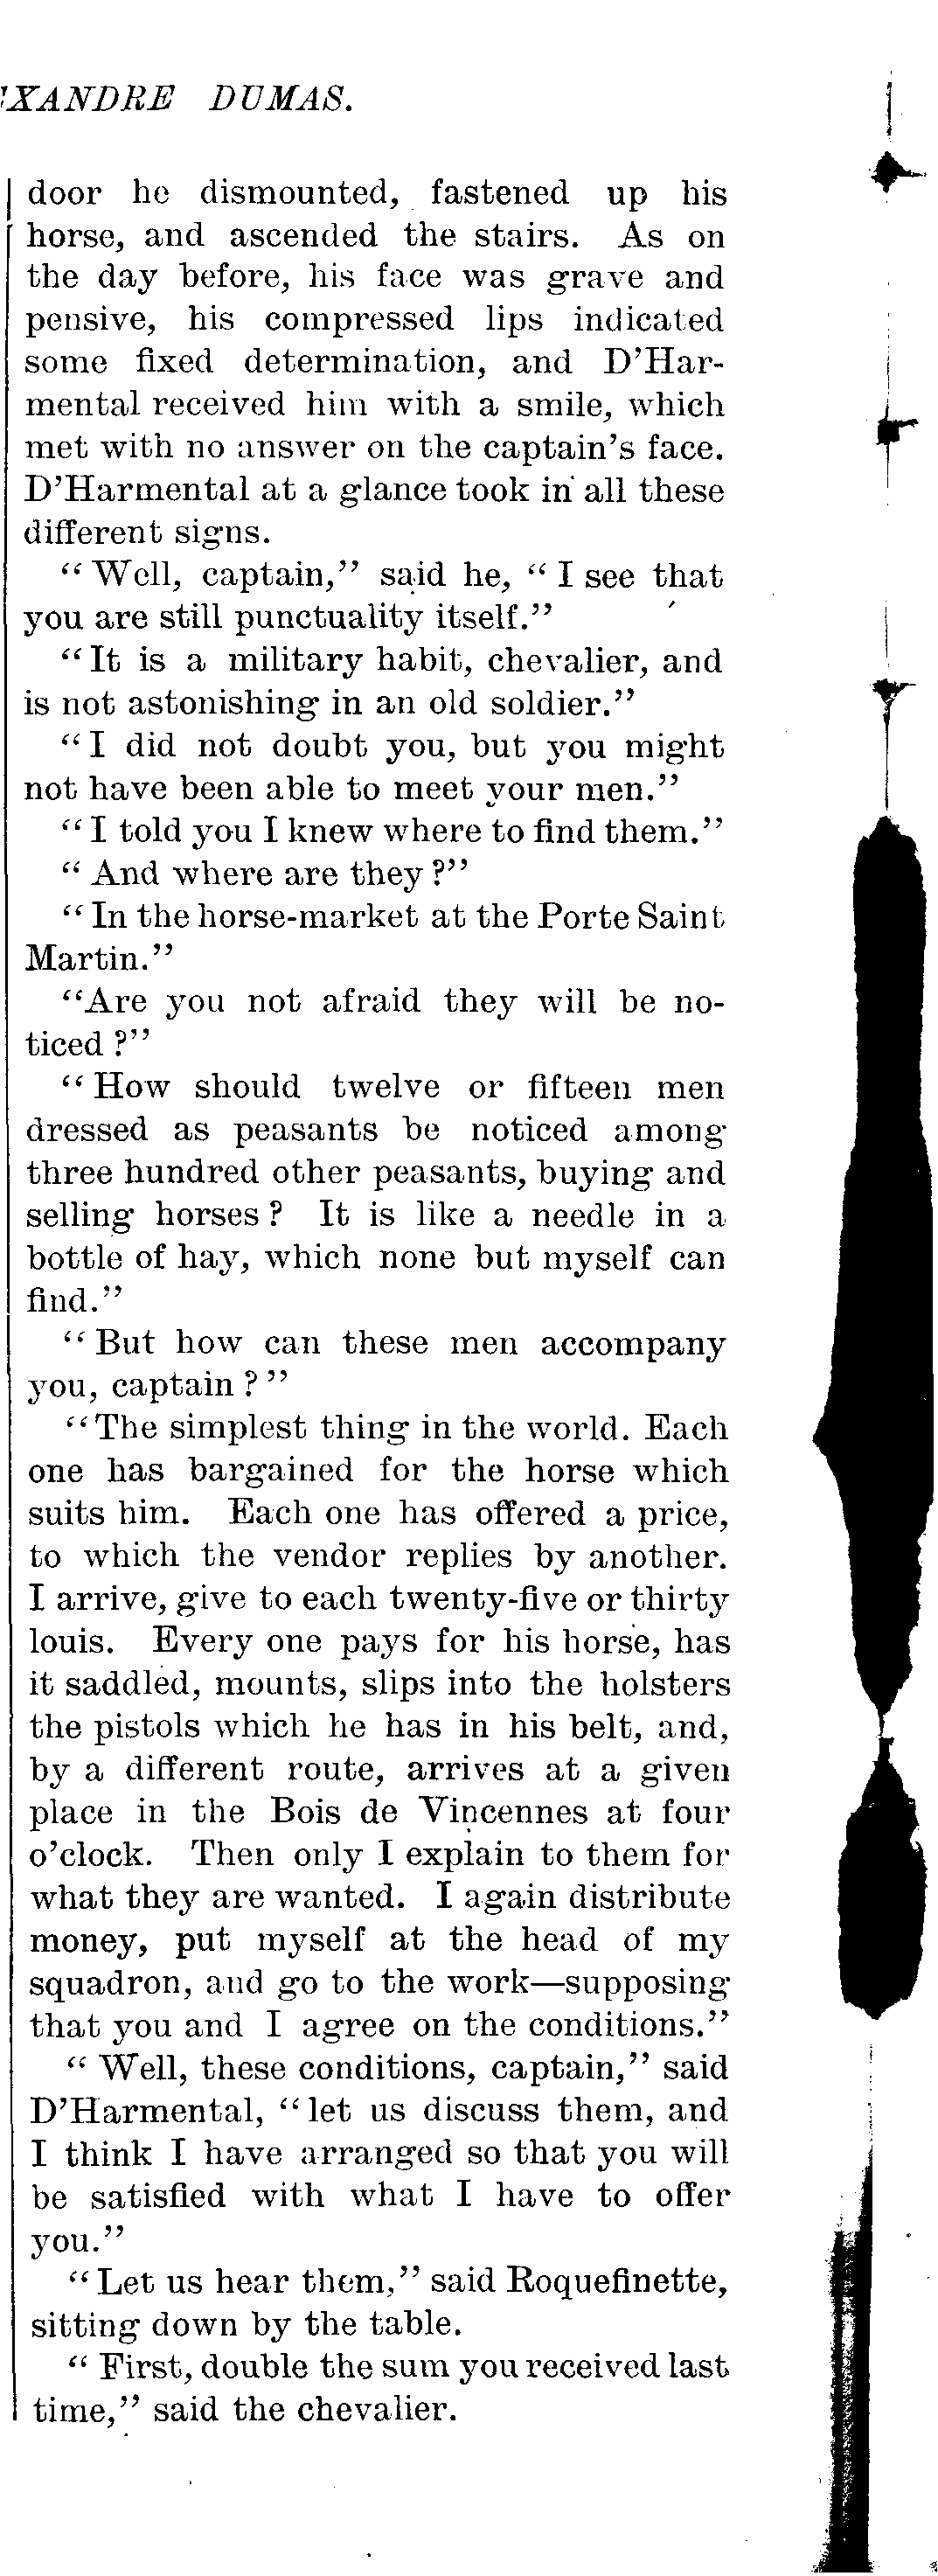 XANDRE DUMAS.
door he dismounted, fastened up his
horse, and ascended the stairs. As on
the day before, his face was grave and
pensive, his compressed lips indicated
some fixed determination, and D'Har-
mental received him with a smile, which
met with no answer on the captain's face.
D'Harmental at a glance took in all these
different signs.
"Well, captain," said he, "I see that
you are still punctuality itself."
"It is a military habit, chevalier, and
is not astonishing in an old soldier."
"I did not doubt you, but you might
not have been able to meet your men."
"I told you I knew where to find them."
"And where are they?"
"In the horse-market at the Porte Saint
Martin."
"Are you not afraid they will be no-
ticed?"
"How should twelve or fifteen men
dressed as peasants be noticed among
three hundred other peasants, buying and
selling horses? It is like a needle in a
bottle of hay, which none but myself can
find."
"But how can these men accompany
you, captain?"
"The simplest thing in the world. Each
one has bargained for the horse which
suits him. Each one has offered a price,
to which the vendor replies by another.
I arrive, give to each twenty-five or thirty
louis. Every one pays for his horse, has
it saddled, mounts, slips into the holsters
the pistols which he has in his belt, and,
by a different route, arrives at a given
place in the Bois de Vincennes at four
o'clock. Then only I explain to them for
what they are wanted. I again distribute
money, put myself at the head of my
squadron, and go to the work—supposing
that you and I agree on the conditions."
"Well, these conditions, captain," said
D'Harmental, "let us discuss them, and
I think I have arranged so that you will
be satisfied with what I have to offer
you."
"Let us hear them," said Roquefinette,
sitting down by the table.
"First, double the sum you received last
time," said the chevalier.